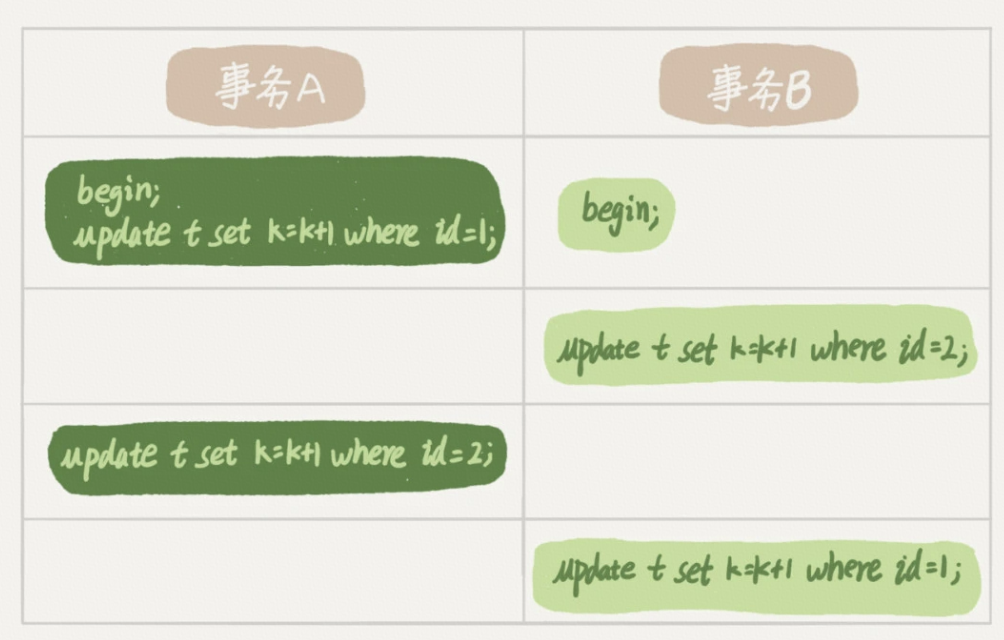 事务A
事务B
begin;
update t set k=k+1 where id=1;
begin;
update t set k=k+1 where id=2;
update t set k=k+1 where id=2;
update t set k=k+1 where id=1;